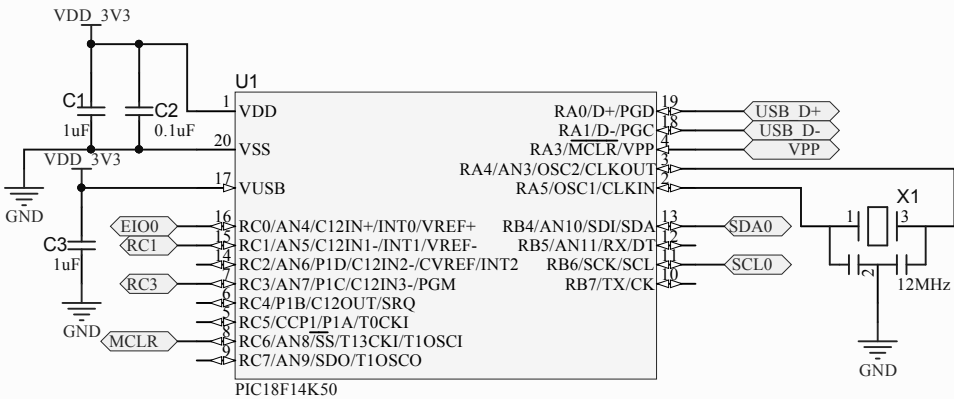 VDD_3V3
U1
C1
1uF
C2
0.1uF
1 VDD
20 VSS
VDD_3V3
17 VUSB
GND
EIO0 16 RC0/AN4/C12IN+/INT0/VREF+
RC1 15 RC1/AN5/C12IN1-/INT1/VREF-
14 RC2/AN6/P1D/C12IN2-/CVREF/INT2
RC3 7 RC3/AN7/P1C/C12IN3-/PGM
6 RC4/P1B/C12OUT/SRQ
5 RC5/CCP1/P1A/T0CKI
MCLR 8 RC6/AN8/SS/T13CKI/T1OSCI
9 RC7/AN9/SDO/T1OSCO
C3
1uF
GND
PIC18F14K50
RA0/D+/PGD 19 USB_D+
RA1/D-/PGC 18 USB_D-
RA3/MCLR/VPP 4 VPP
RA4/AN3/OSC2/CLKOUT 3
RA5/OSC1/CLKIN 2
RB4/AN10/SDI/SDA 13 SDA0
RB5/AN11/RX/DT 12
RB6/SCK/SCL 11 SCL0
RB7/TX/CK 10
X1
1 3
2
12MHz
GND